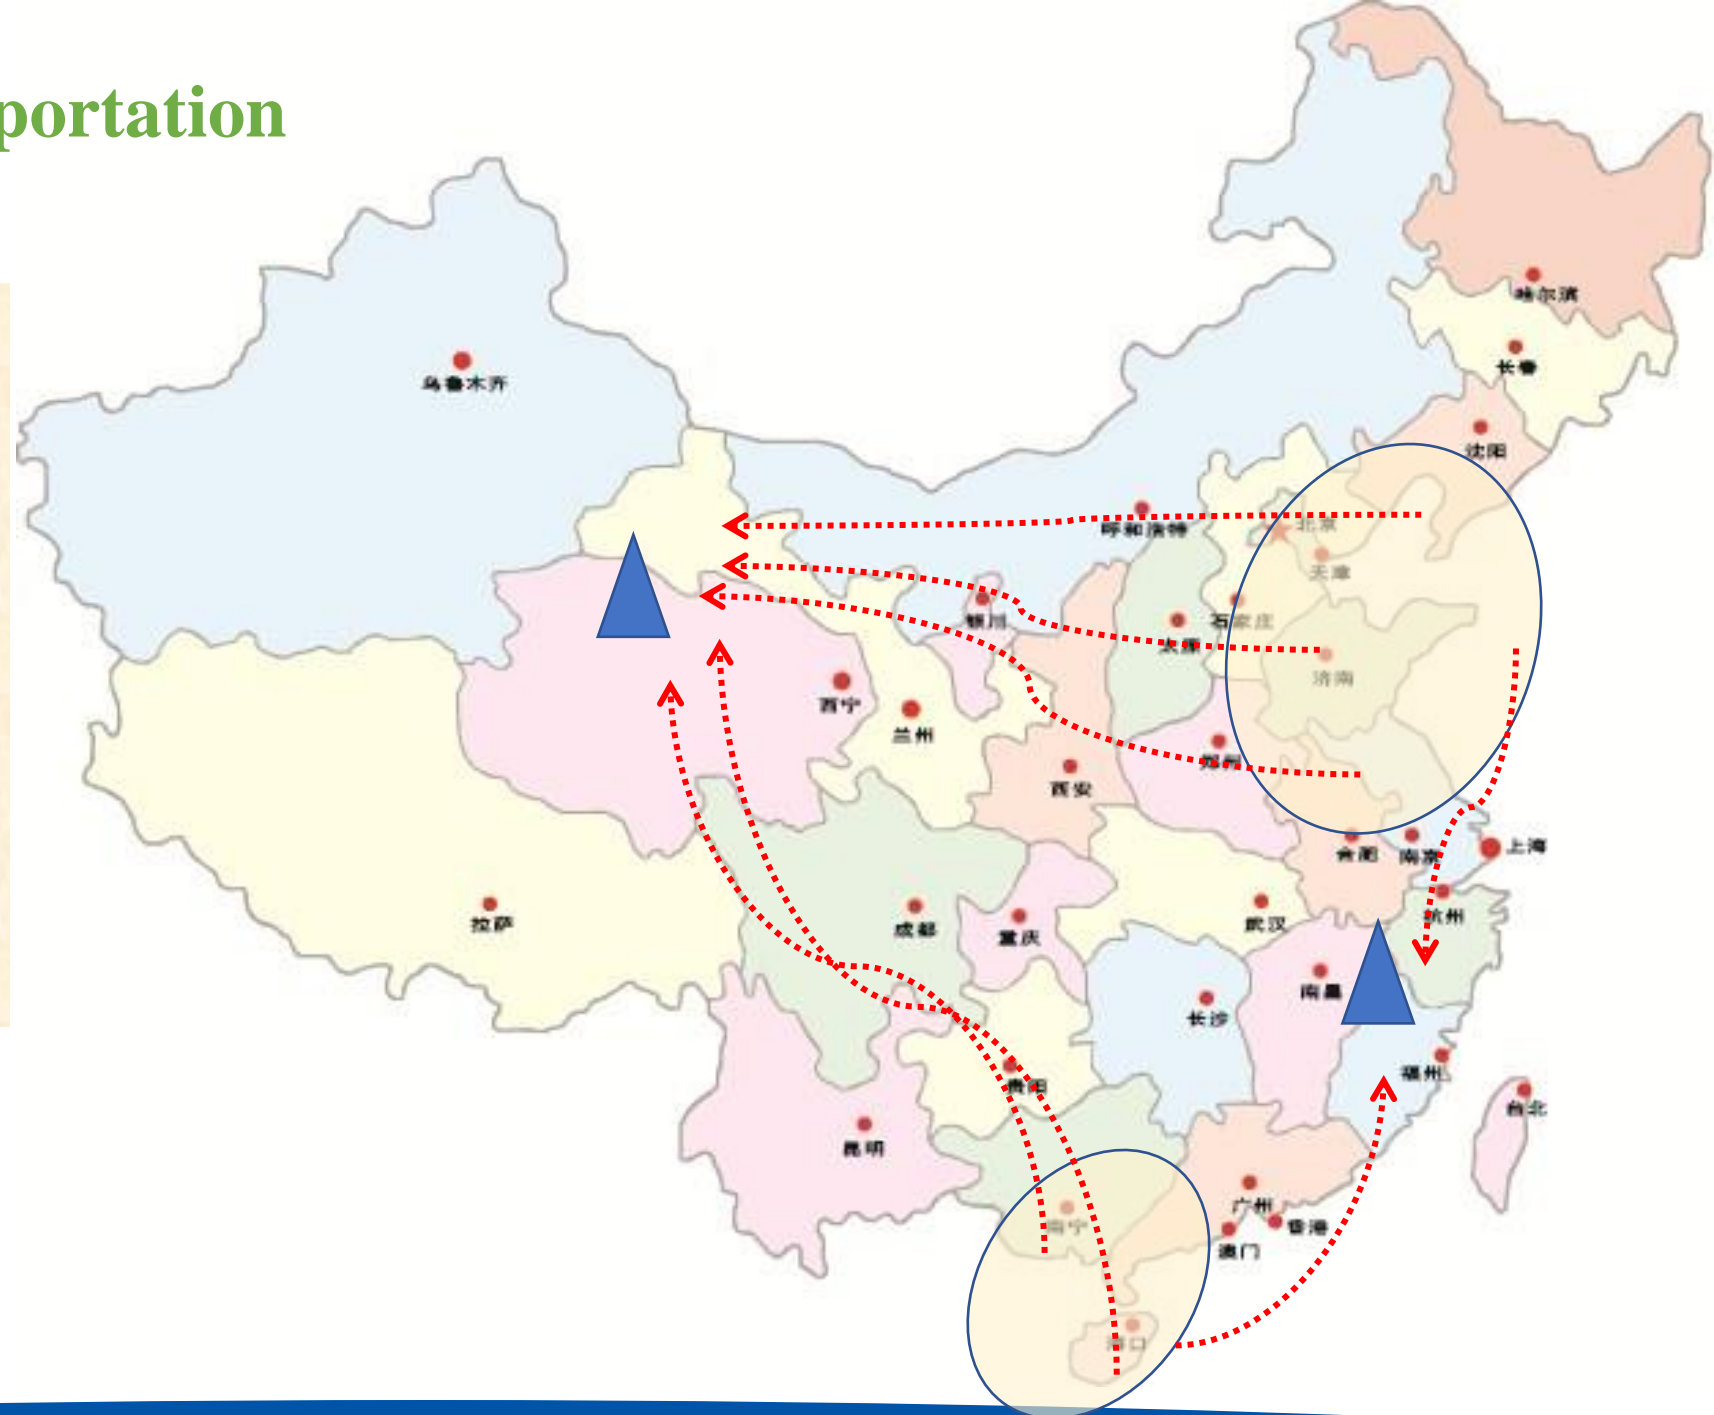 portation
哈尔滨
长春
乌鲁木齐
沈阳
呼和浩特
北京
天津
银川
石家庄
太原
济南
西宁
兰州
郑州
西安
合肥
南京
上海
拉萨
成都
重庆
武汉
杭州
南昌
长沙
福州
贵阳
台北
昆明
广州
南宁
香港
澳门
海口